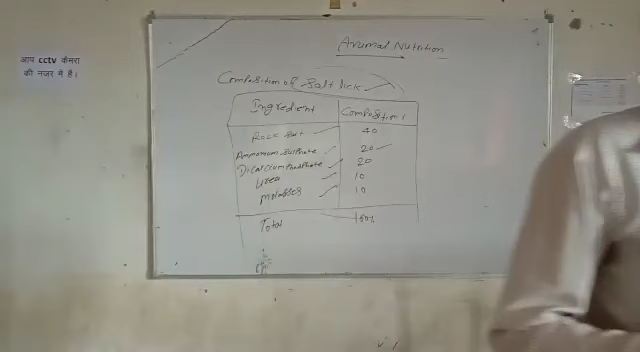 आप cctv कैमरा
की नजर में है।
Animal Nutrition
Composition of Salt lick
Ingredient Composition
Rock Salt 40
Ammonium Sulphate 20
Dicalcium Phosphate 20
Urea 10
Molasses 10
Total 100%